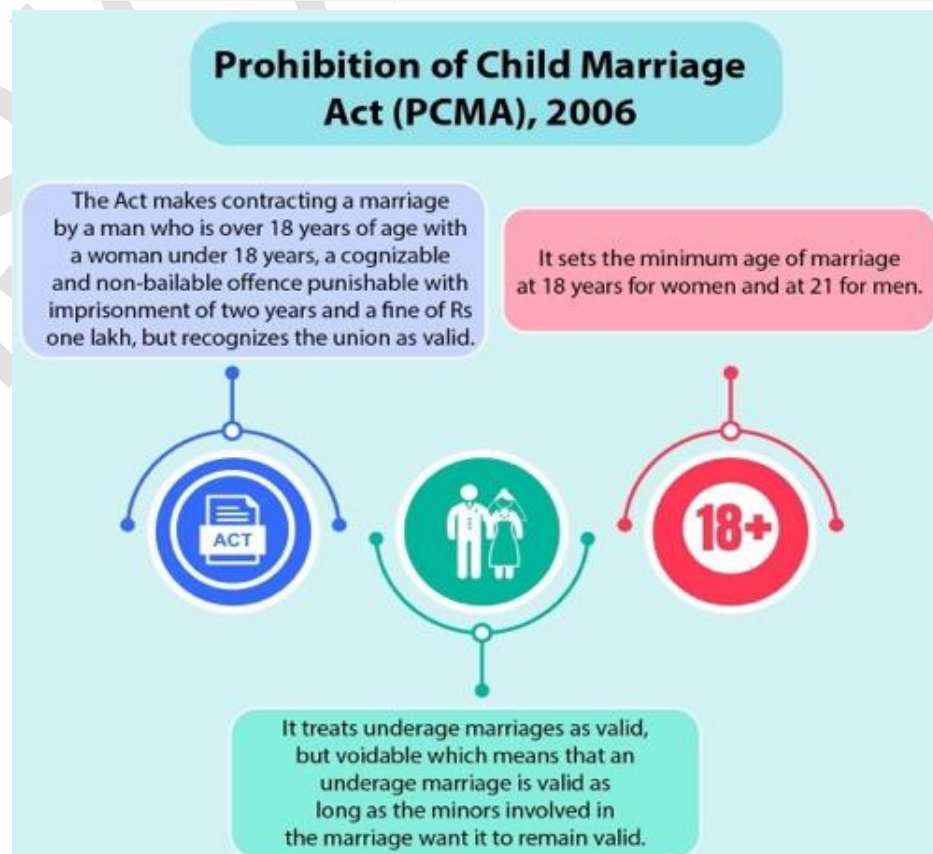 Prohibition of Child Marriage
Act (PCMA), 2006
The Act makes contracting a marriage
by a man who is over 18 years of age with
a woman under 18 years, a cognizable
and non-bailable offence punishable with
imprisonment of two years and a fine of Rs
one lakh, but recognizes the union as valid.
It sets the minimum age of marriage
at 18 years for women and at 21 for men.
ACT
18+
It treats underage marriages as valid,
but voidable which means that an
underage marriage is valid as
long as the minors involved in
the marriage want it to remain valid.